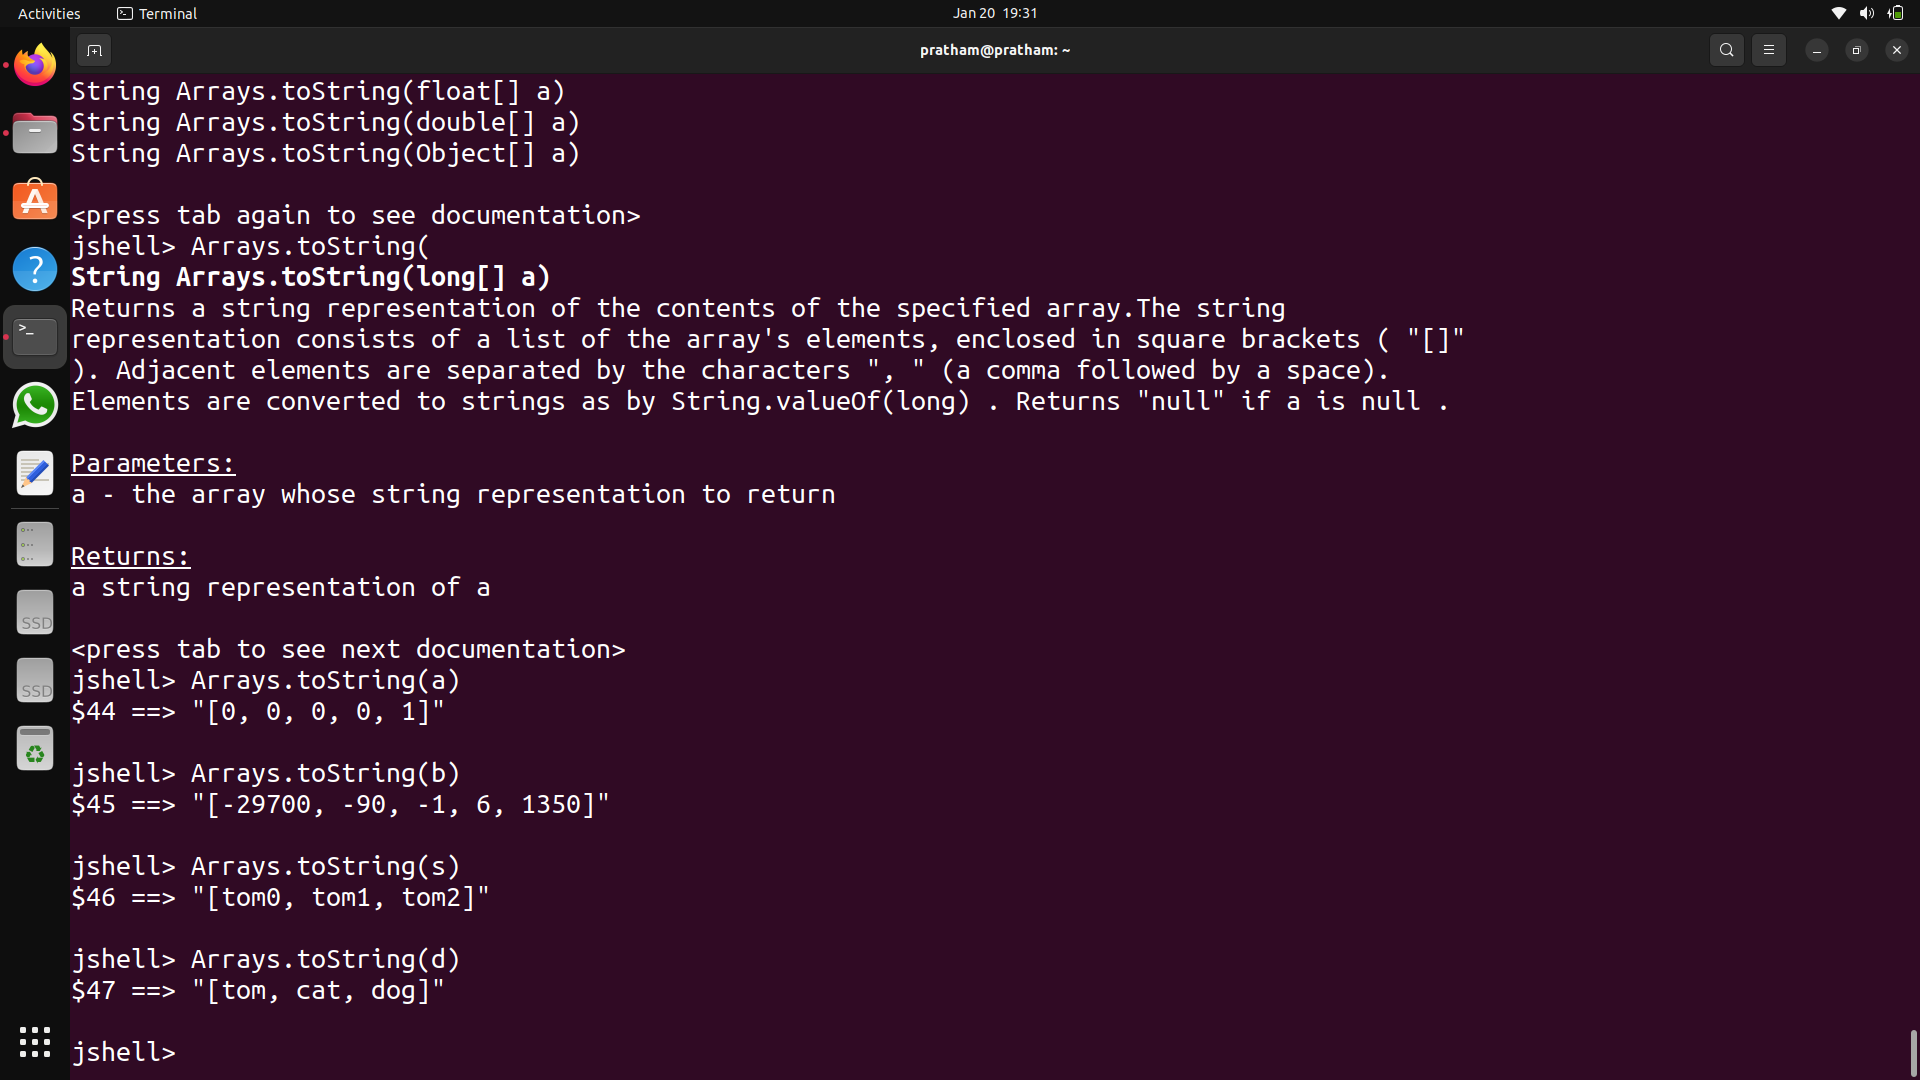 Activities
Terminal
Jan 20 19:31
pratham@pratham: ~
String Arrays.toString(float[] a)
String Arrays.toString(double[] a)
String Arrays.toString(Object[] a)
<press tab again to see documentation>
jshell> Arrays.toString(
String Arrays.toString(long[] a)
Returns a string representation of the contents of the specified array.The string
representation consists of a list of the array's elements, enclosed in square brackets ( "[]"
). Adjacent elements are separated by the characters ", " (a comma followed by a space).
Elements are converted to strings as by String.valueOf(long) . Returns "null" if a is null .
Parameters:
a - the array whose string representation to return
Returns:
a string representation of a
<press tab to see next documentation>
jshell> Arrays.toString(a)
$44 ==> "[0, 0, 0, 0, 1]"
jshell> Arrays.toString(b)
$45 ==> "[-29700, -90, -1, 6, 1350]"
jshell> Arrays.toString(s)
$46 ==> "[tom0, tom1, tom2]"
jshell> Arrays.toString(d)
$47 ==> "[tom, cat, dog]"
jshell>
SSD
SSD